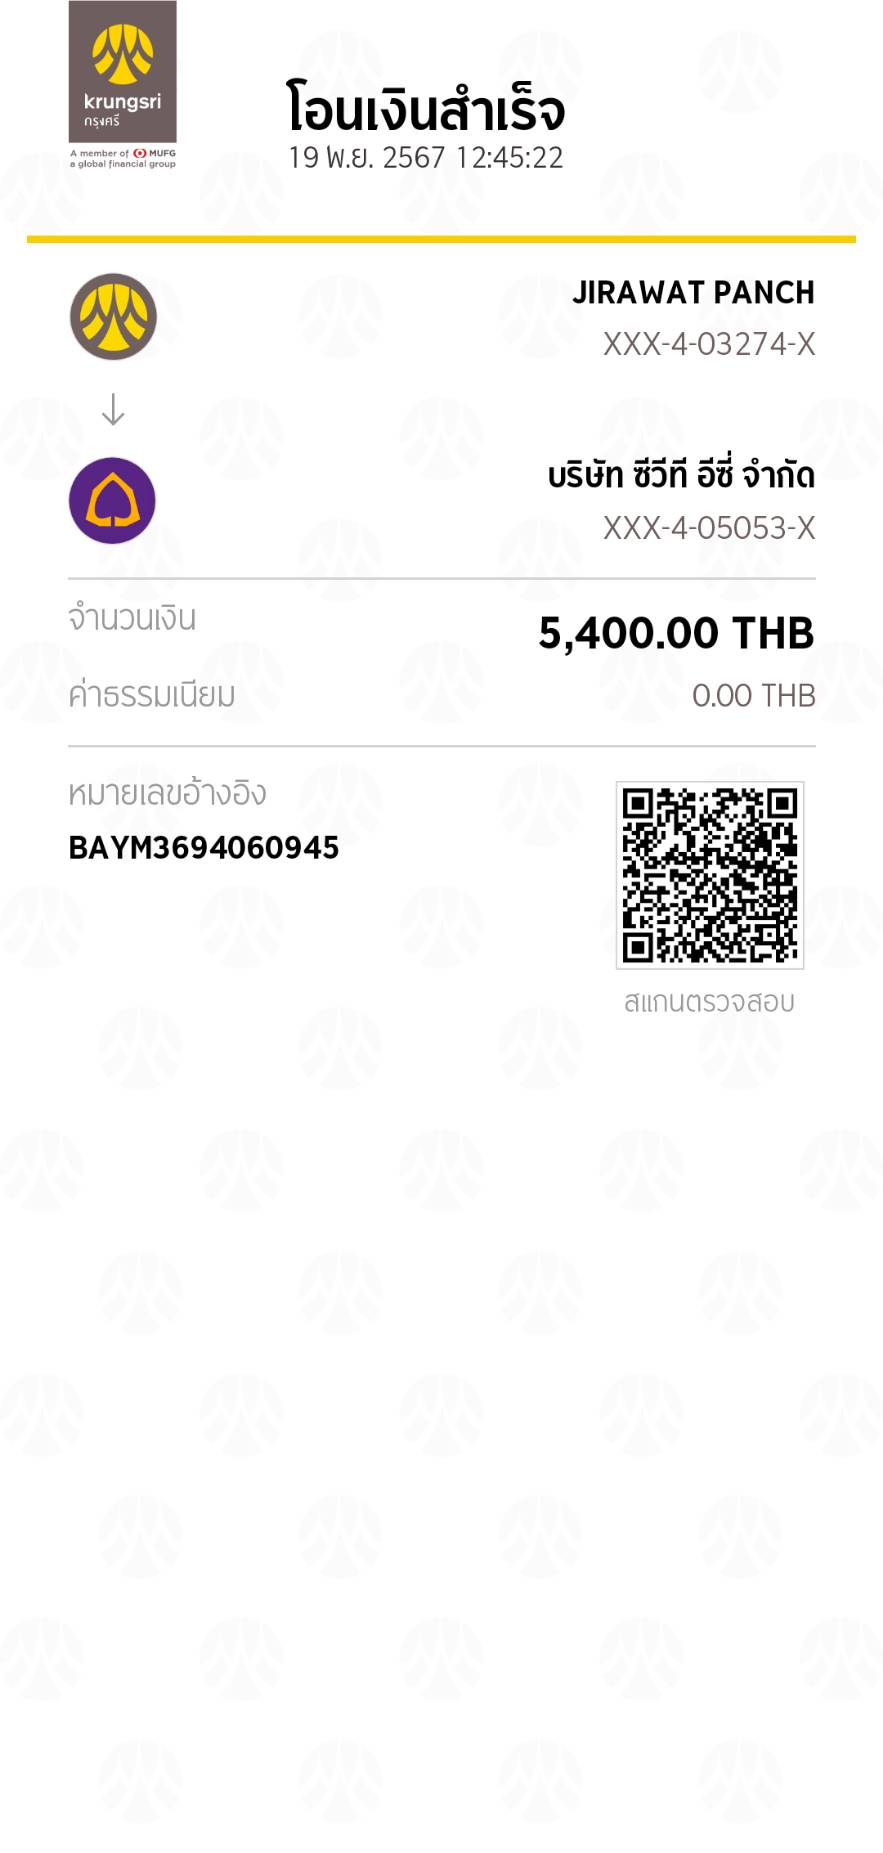 krungsri
กรุงศรี
A member of MUFG
a global financial group
โอนเงินสำเร็จ
19 พ.ย. 2567 12:45:22
JIRAWAT PANCH
XXX-4-03274-X
บริษัท ซีวีที อีซี่ จำกัด
XXX-4-05053-X
จำนวนเงิน
5,400.00 THB
ค่าธรรมเนียม
0.00 THB
หมายเลขอ้างอิง
BAYM3694060945
สแกนตรวจสอบ